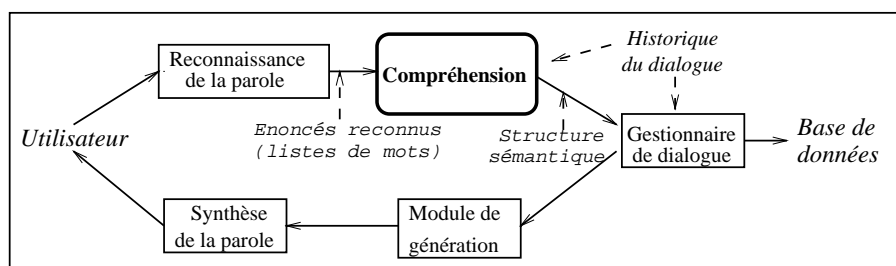 Reconnaissance
de la parole
Compréhension
Historique
du dialogue
Utilisateur
Enoncés reconnus
(listes de mots)
Structure
sémantique
Gestionnaire
de dialogue
Base de
données
Synthèse
de la parole
Module de
génération